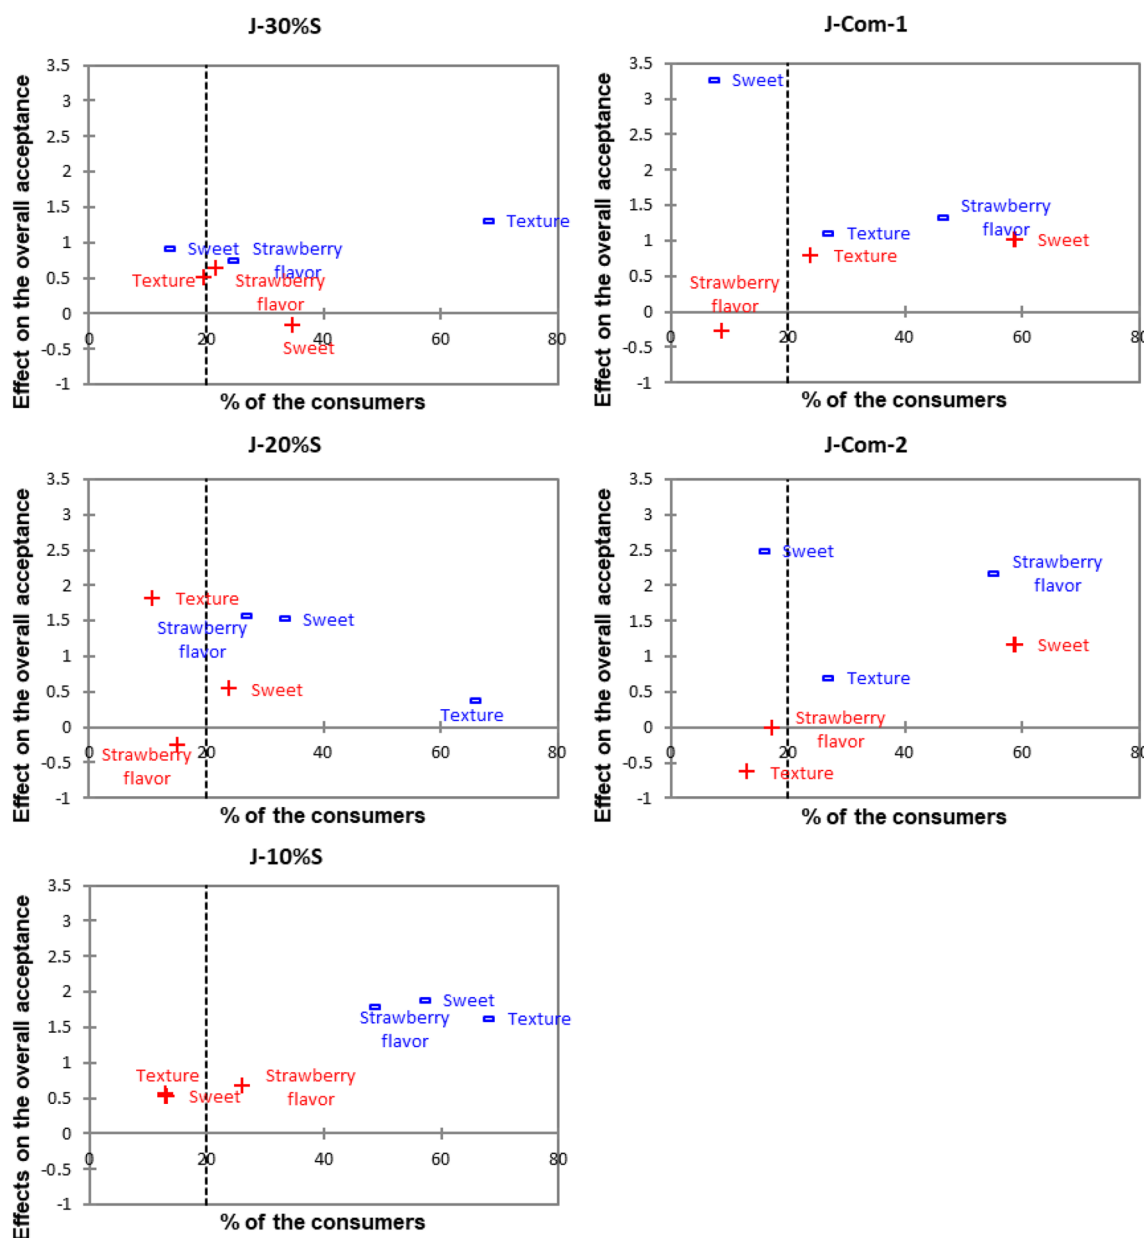 J-30%S
Effect on the overall acceptance
3.5
3
2.5
2
1.5
1
0.5
0
-0.5
-1
Texture
Sweet
Strawberry
flavor
Texture
Strawberry
flavor
Sweet
0
20
40
60
80
% of the consumers
J-Com-1
Effect on the overall acceptance
3.5
3
2.5
2
1.5
1
0.5
0
-0.5
-1
Sweet
Strawberry
flavor
Texture
Sweet
Texture
Strawberry
flavor
0
20
40
60
80
% of the consumers
J-20%S
Effect on the overall acceptance
3.5
3
2.5
2
1.5
1
0.5
0
-0.5
-1
Texture
Strawberry
flavor
Sweet
Sweet
Texture
Strawberry
flavor
0
20
40
60
80
% of the consumers
J-Com-2
Effect on the overall acceptance
3.5
3
2.5
2
1.5
1
0.5
0
-0.5
-1
Sweet
Strawberry
flavor
Sweet
Texture
Strawberry
flavor
Texture
0
20
40
60
80
% of the consumers
J-10%S
Effects on the overall acceptance
3.5
3
2.5
2
1.5
1
0.5
0
-0.5
-1
Sweet
Strawberry
flavor
Texture
Texture
Sweet
Strawberry
flavor
0
20
40
60
80
% of the consumers